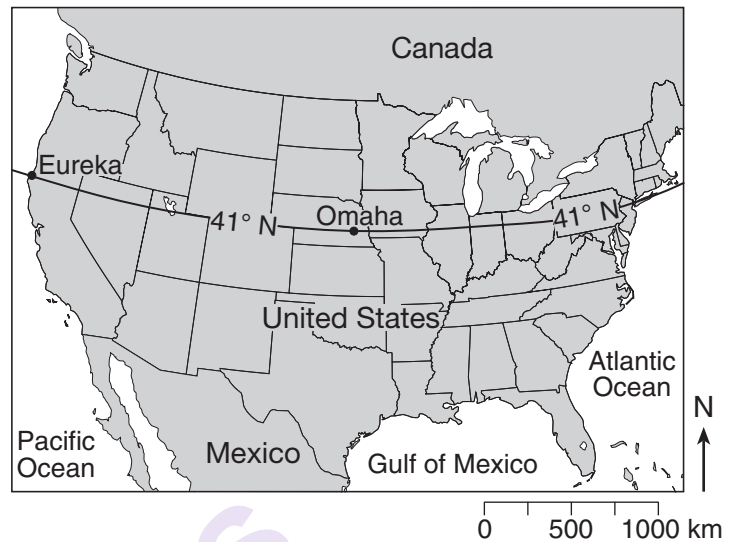 Canada
Eureka
41° N
Omaha
41° N
United States
Atlantic
Ocean
N
Pacific
Ocean
Mexico
Gulf of Mexico
0 500 1000 km